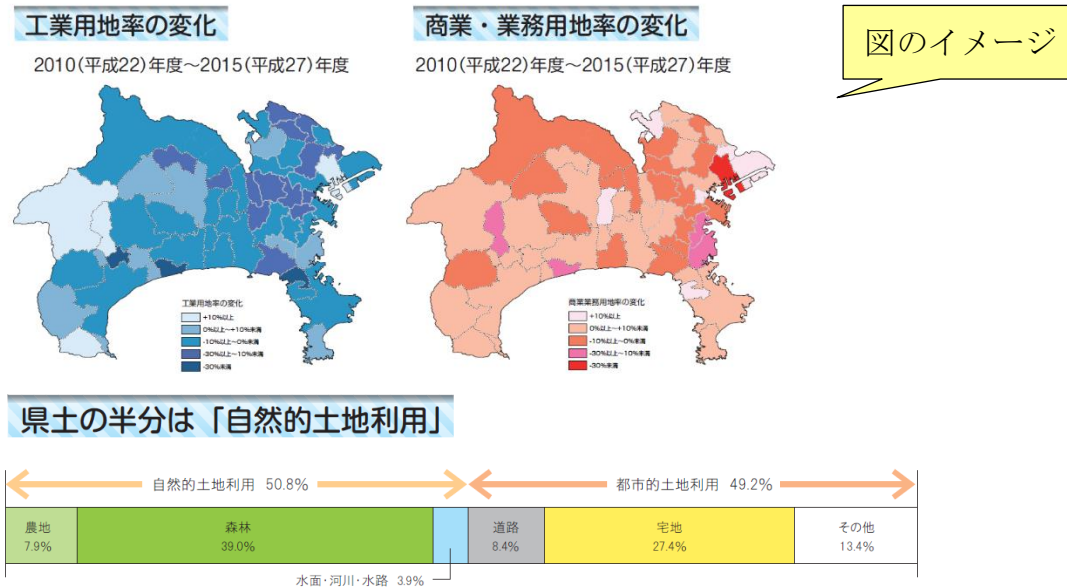 工業用地率の変化
2010(平成22)年度～2015(平成27)年度
工業用地率の変化
+10%以上
0%以上～+10%未満
-10%以上～0%未満
-30%以上～10%未満
-30%未満
商業・業務用地率の変化
2010(平成22)年度～2015(平成27)年度
商業業務用地率の変化
+10%以上
0%以上～+10%未満
-10%以上～0%未満
-30%以上～10%未満
-30%未満
図のイメージ
県土の半分は「自然的土地利用」
自然的土地利用 50.8%
都市的土地利用 49.2%
農地
7.9%
森林
39.0%
水面・河川・水路 3.9%
道路
8.4%
宅地
27.4%
その他
13.4%